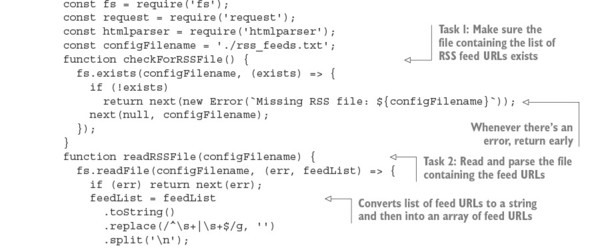 const fs = require('fs');
const request = require('request');
const htmlparser = require('htmlparser');
const configFilename = './rss_feeds.txt';
function checkForRSSFile() {
  fs.exists(configFilename, (exists) => {
    if (!exists)
      return next(new Error(`Missing RSS file: ${configFilename}`));
    next(null, configFilename);
  });
}
function readRSSFile(configFilename) {
  fs.readFile(configFilename, (err, feedList) => {
    if (err) return next(err);
    feedList = feedList
      .toString()
      .replace(/^\s+|\s+$/g, '')
      .split('\n');
Task 1: Make sure the
file containing the list of
RSS feed URLs exists
Whenever there's an
error, return early
Task 2: Read and parse the file
containing the feed URLs
Converts list of feed URLs to a string
and then into an array of feed URLs